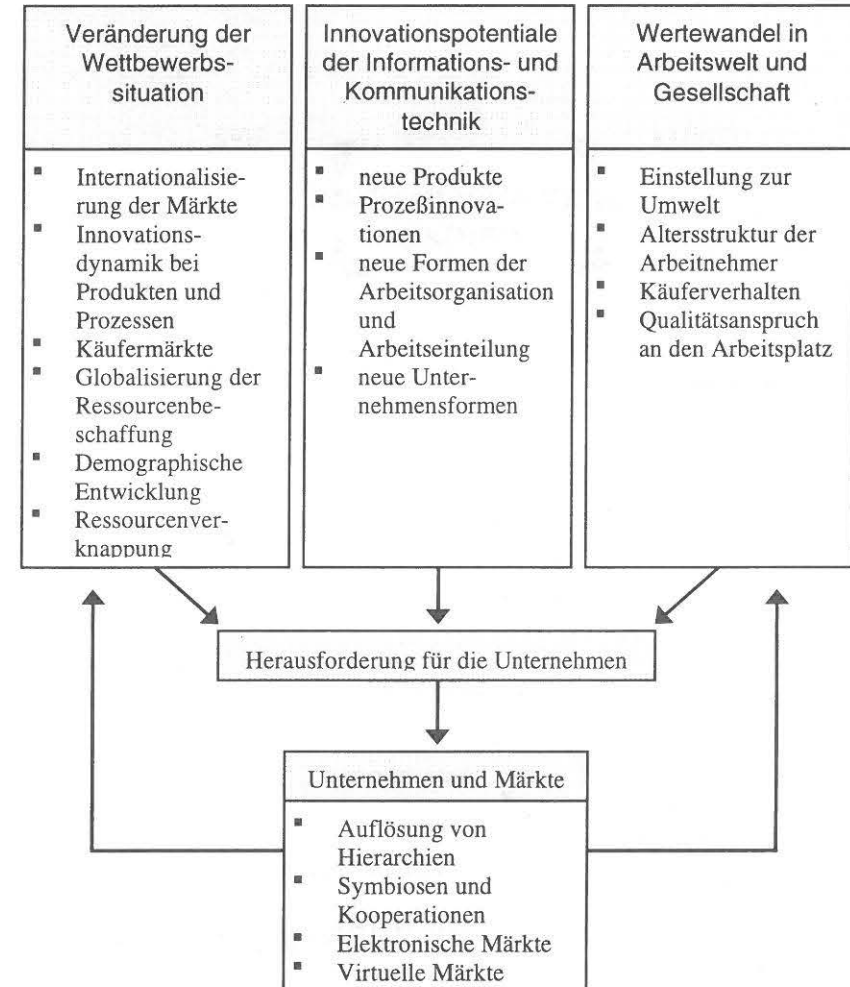 Veränderung der
Wettbewerbs-
situation
■ Internationalisie-
rung der Märkte
■ Innovations-
dynamik bei
Produkten und
Prozessen
■ Käufermärkte
■ Globalisierung der
Ressourcenbe-
schaffung
■ Demographische
Entwicklung
■ Ressourcenver-
knappung
Innovationspotentiale
der Informations- und
Kommunikations-
technik
■ neue Produkte
■ Prozeßinnova-
tionen
■ neue Formen der
Arbeitsorganisation
und
Arbeitseinteilung
■ neue Unter-
nehmensformen
Wertewandel in
Arbeitswelt und
Gesellschaft
■ Einstellung zur
Umwelt
■ Altersstruktur der
Arbeitnehmer
■ Käuferverhalten
■ Qualitätsanspruch
an den Arbeitsplatz
Herausforderung für die Unternehmen
Unternehmen und Märkte
■ Auflösung von
Hierarchien
■ Symbiosen und
Kooperationen
■ Elektronische Märkte
■ Virtuelle Märkte